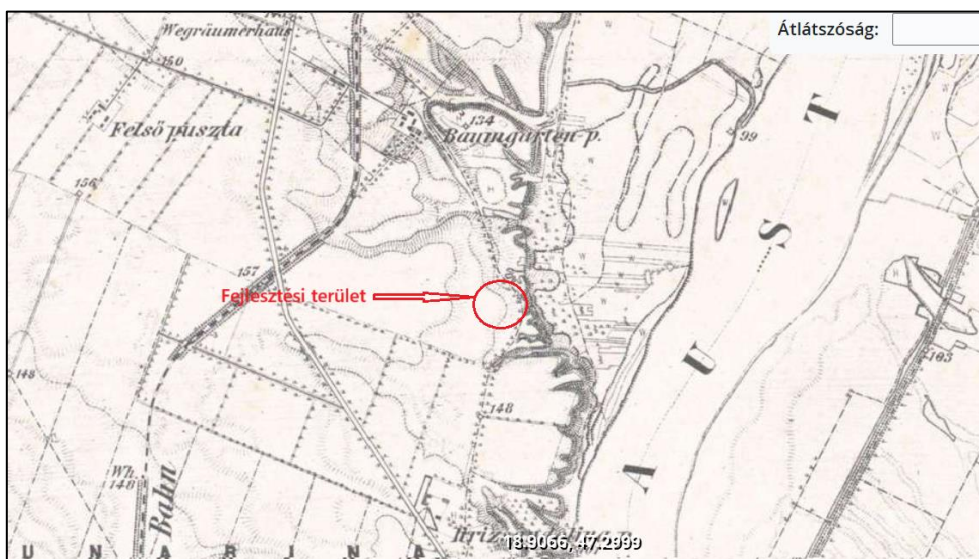 Átlátszóság:
Wegräumerhaus
150
Felső puszta
134
Baumgarten-p.
99
156
157
Fejlesztési terület
T
S
U
A
103
148
148
Wh.
148
Bahn
18.9066, 47.2999
U N A R I N A